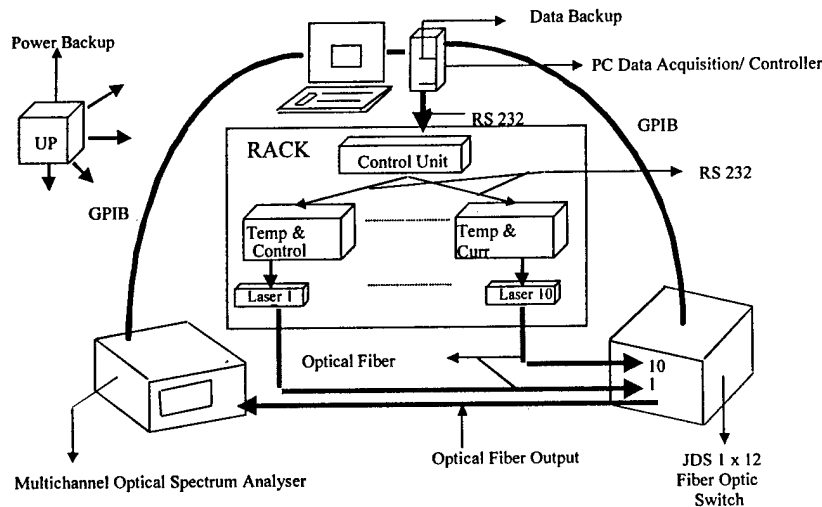 Data Backup
Power Backup
PC Data Acquisition/ Controller
RS 232
GPIB
UP
RACK
Control Unit
RS 232
GPIB
Temp &
Control
Temp &
Curr
Laser 1
Laser 10
Optical Fiber
10
1
Optical Fiber Output
Multichannel Optical Spectrum Analyser
JDS 1 x 12
Fiber Optic
Switch